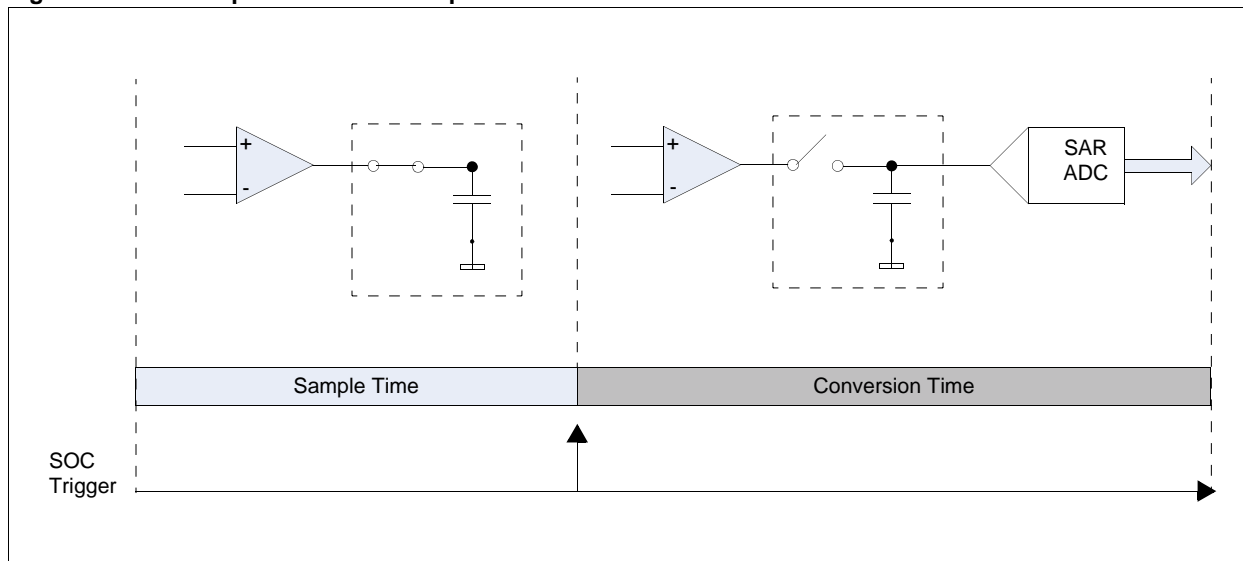 +
-
+
-
SAR
ADC
Sample Time
Conversion Time
SOC
Trigger